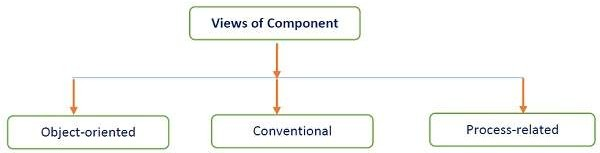 Views of Component
Object-oriented
Conventional
Process-related